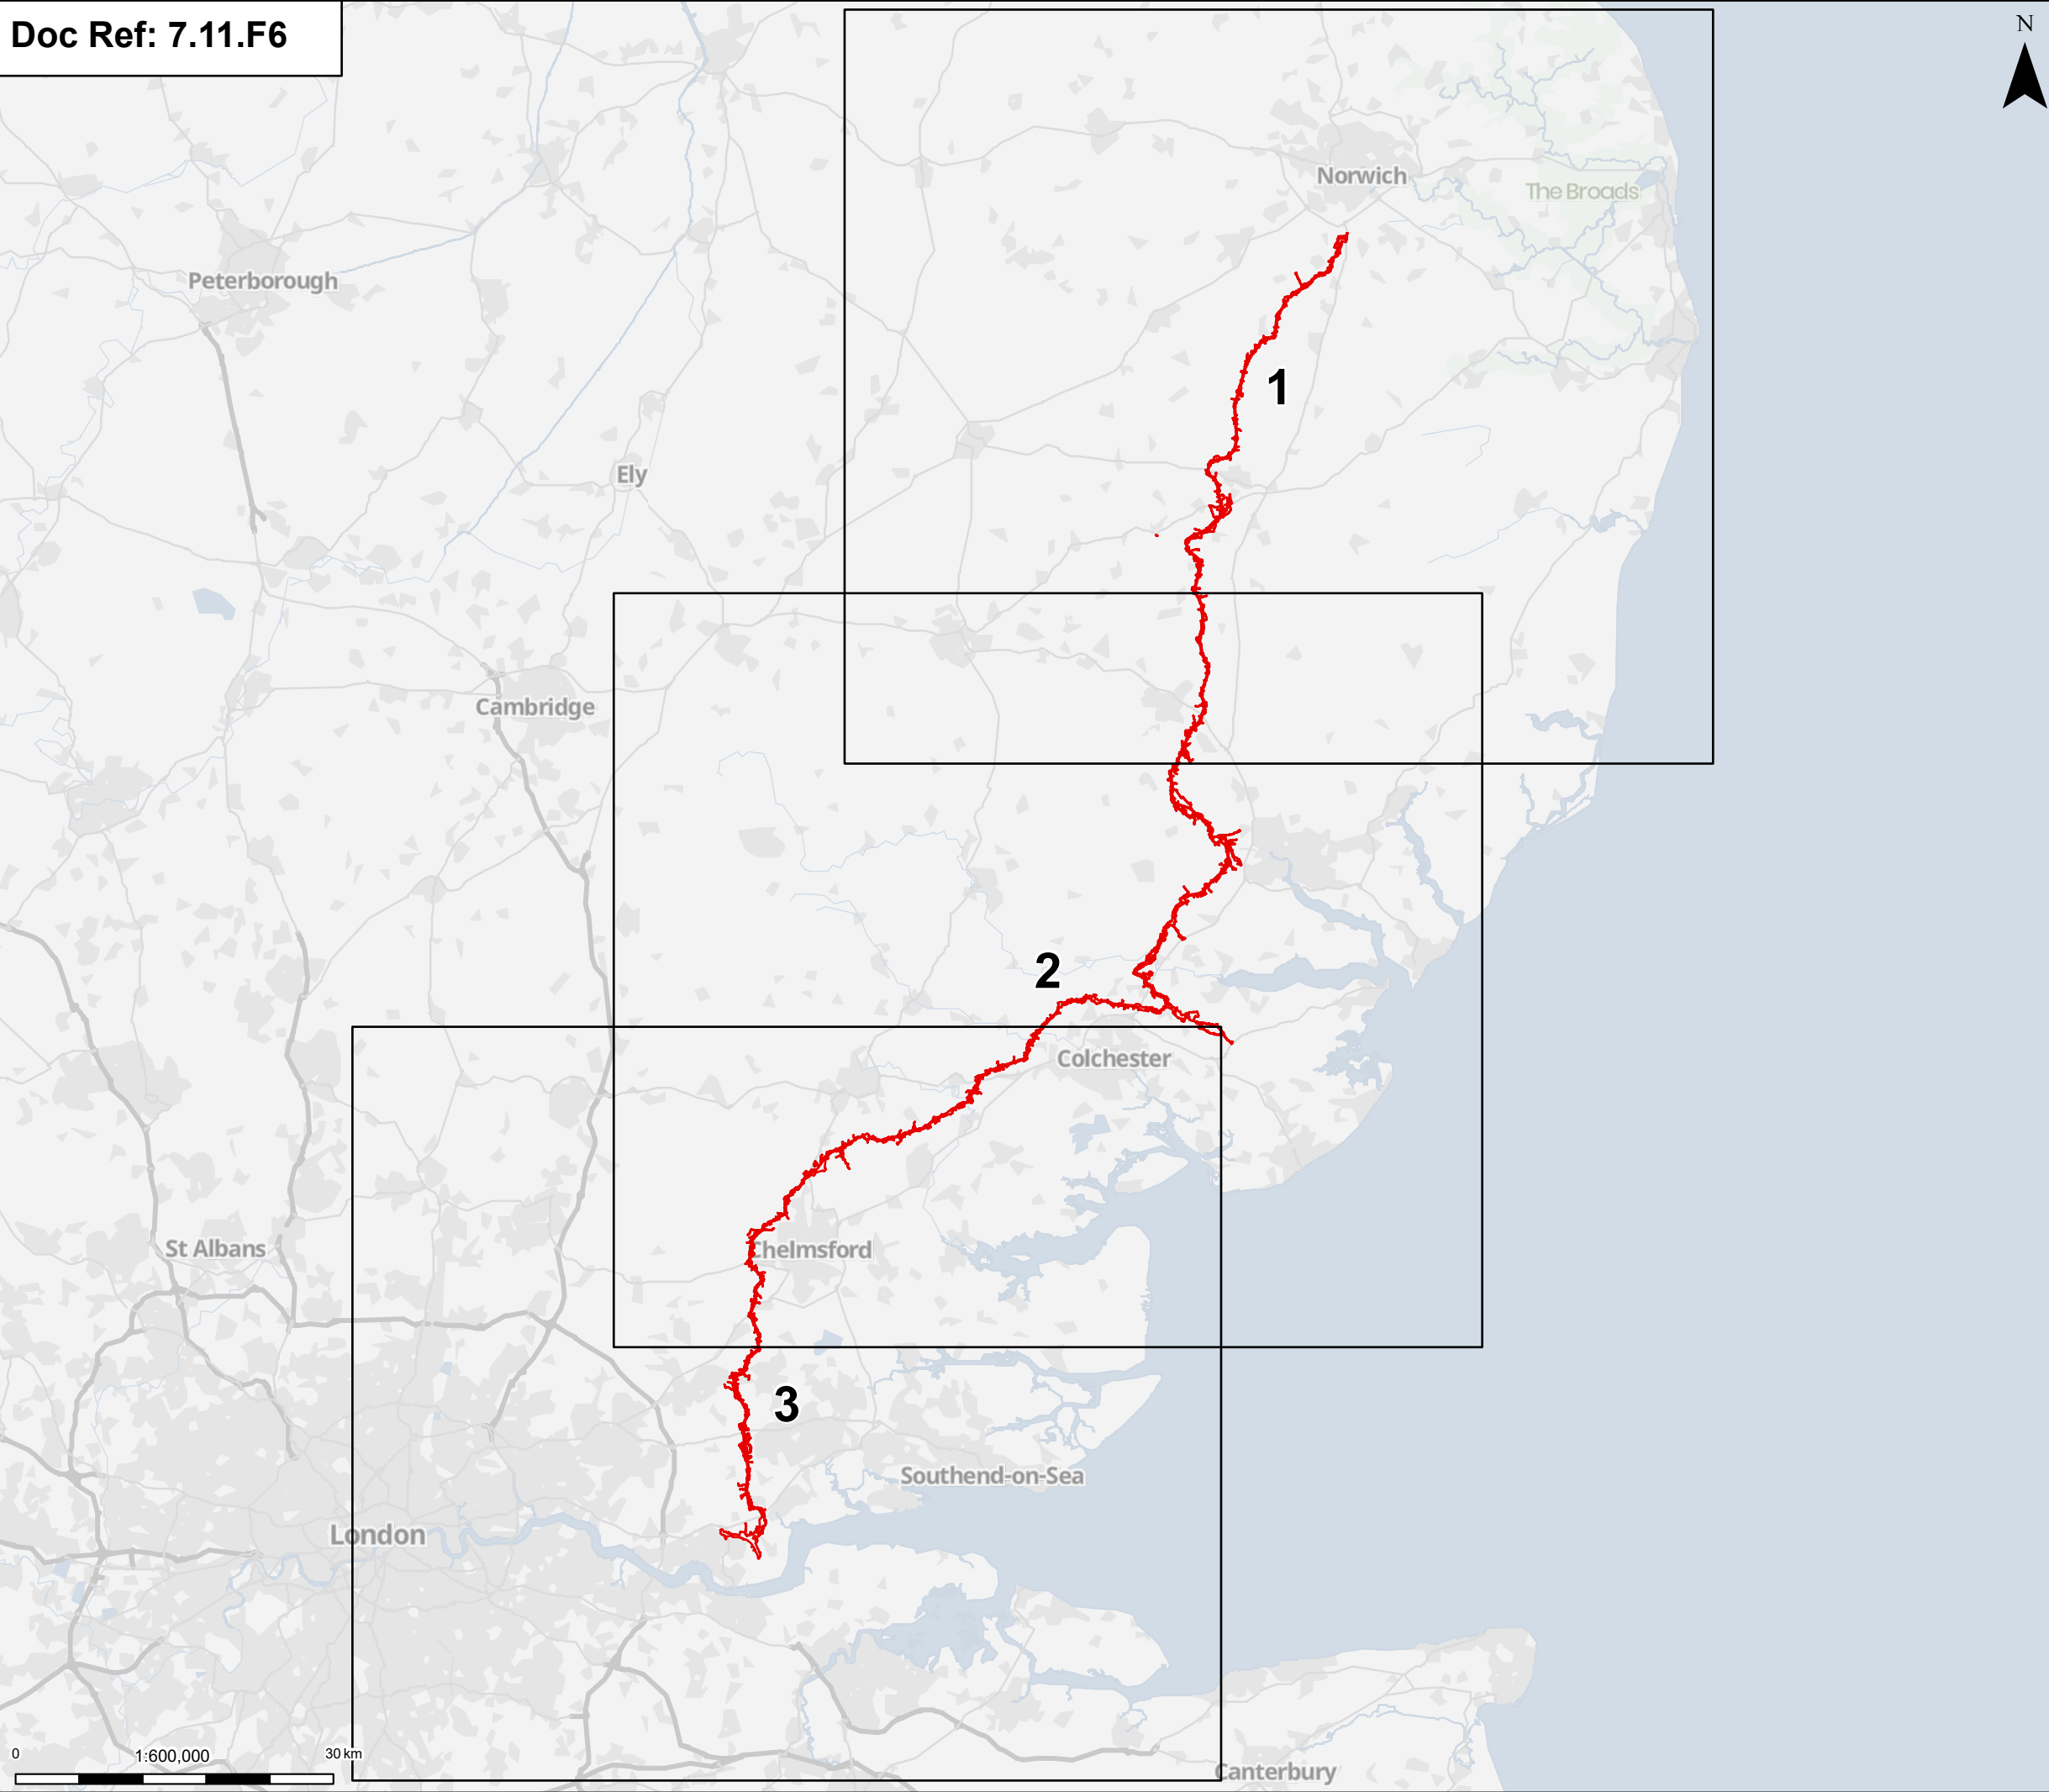 Doc Ref: 7.11.F6
N
Norwich
The Broads
Peterborough
1
Ely
Cambridge
2
Colchester
St Albans
Chelmsford
3
Southend-on-Sea
London
Canterbury
0 1:600,000 30 km